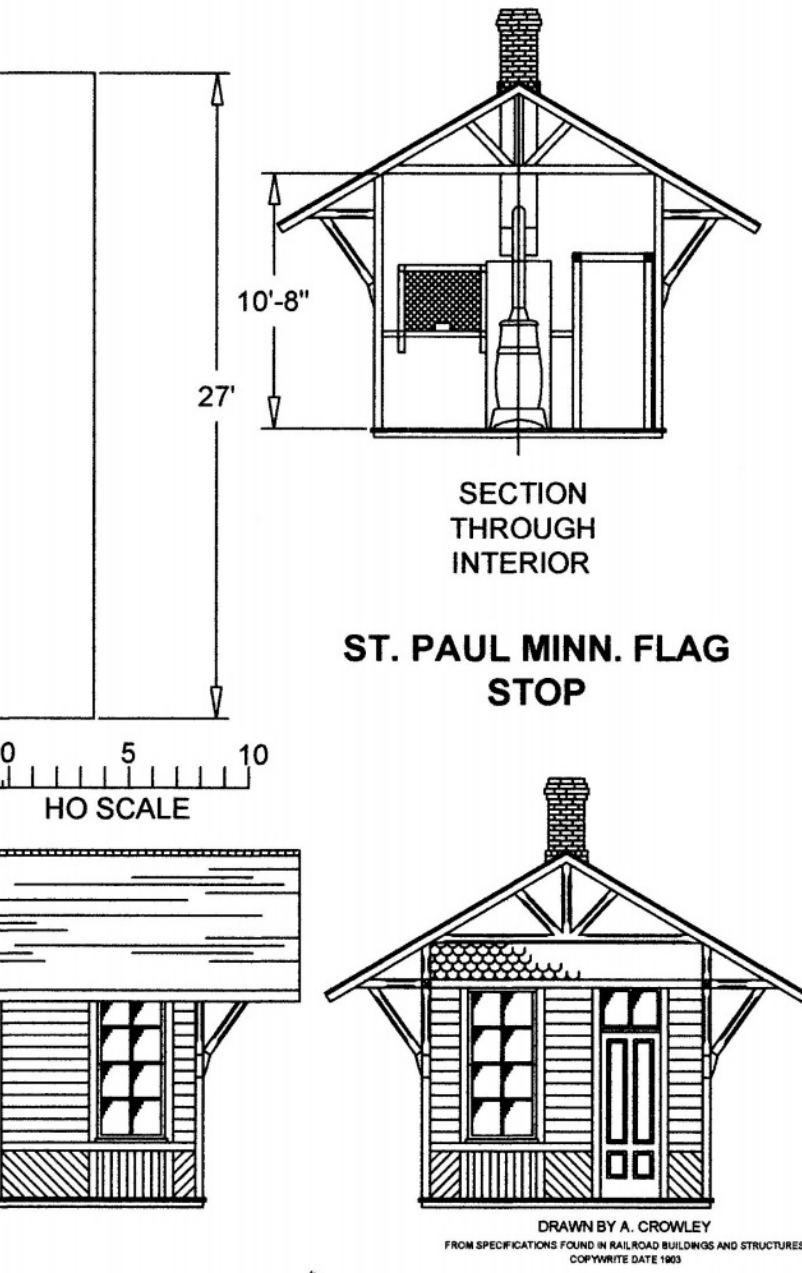 10'-8"
27'
SECTION
THROUGH
INTERIOR
ST. PAUL MINN. FLAG
STOP
0 5 10
HO SCALE
DRAWN BY A. CROWLEY
FROM SPECIFICATIONS FOUND IN RAILROAD BUILDINGS AND STRUCTURES
COPYWRITE DATE 1903